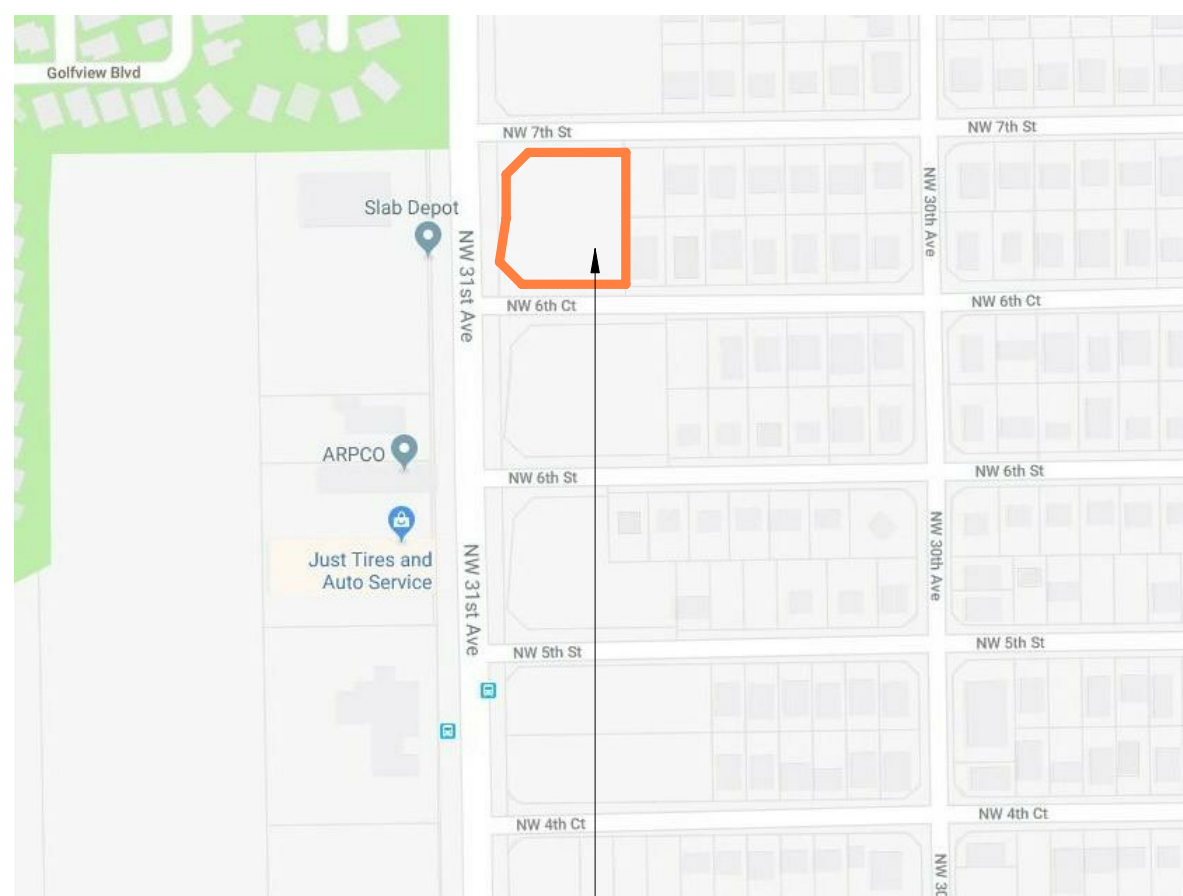 Golfview Blvd
NW 7th St
NW 7th St
Slab Depot
NW 31st Ave
NW 30th Ave
NW 6th Ct
NW 6th Ct
ARPCO
NW 6th St
NW 6th St
Just Tires and
Auto Service
NW 31st Ave
NW 30th Ave
NW 5th St
NW 5th St
NW 4th Ct
NW 4th Ct
NW 30